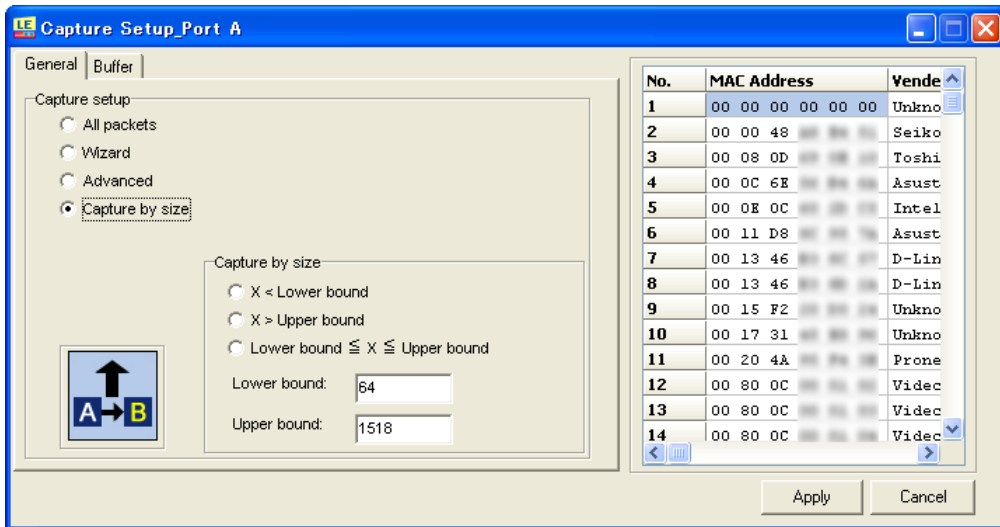 LE Capture Setup_Port A
General Buffer
Capture setup
All packets
Wizard
Advanced
Capture by size
Capture by size
X < Lower bound
X > Upper bound
Lower bound ≦ X ≦ Upper bound
Lower bound: 64
Upper bound: 1518
A B
No. MAC Address Vende
1 00 00 00 00 00 00 Unkno
2 00 00 48 Seiko
3 00 08 0D Toshi
4 00 0C 6E Asust
5 00 0E 0C Intel
6 00 11 D8 Asust
7 00 13 46 D-Lin
8 00 13 46 D-Lin
9 00 15 F2 Unkno
10 00 17 31 Unkno
11 00 20 4A Prone
12 00 80 0C Videc
13 00 80 0C Videc
14 00 80 0C Videc
Apply Cancel